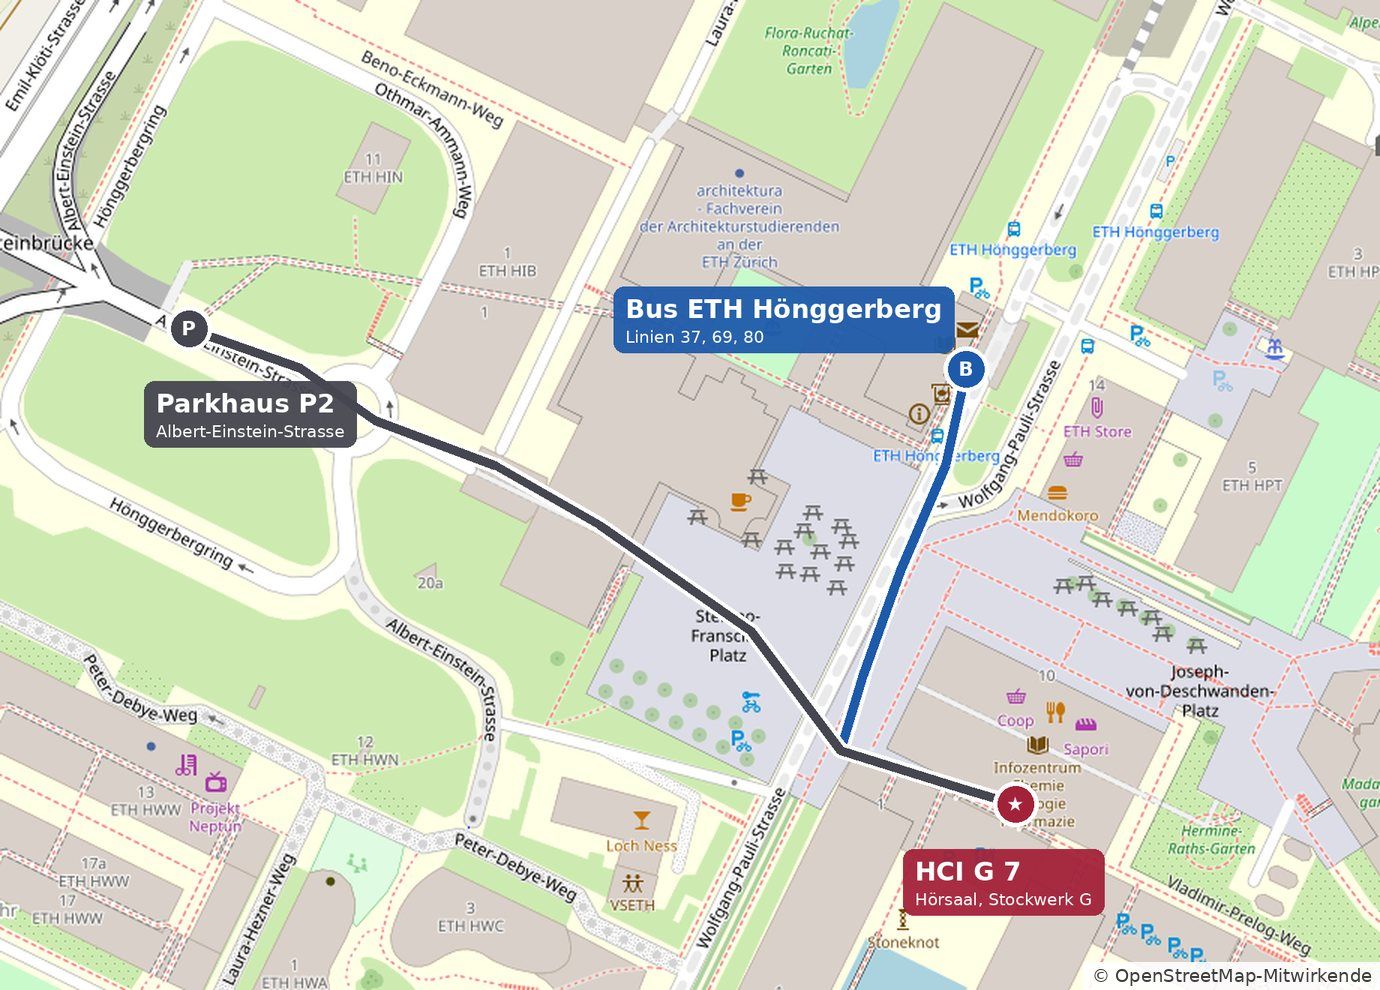 Emil-Klöti-Strasse
Albert-Einstein-Strasse
Hönggerbergring
Beno-Eckmann-Weg
Othmar-Ammann-Weg
Flora-Ruchat-
Roncati-
Garten
11
ETH HIN
1
ETH HIB
1
architektura
- Fachverein
der Architekturstudierenden
an der
ETH Zürich
ETH Hönggerberg
ETH Hönggerberg
P
3
Bus ETH Hönggerberg
Linien 37, 69, 80
P
B
Parkhaus P2
Albert-Einstein-Strasse
14
ETH Store
Mendokoro
5
ETH HPT
ETH Hönggerberg
Wolfgang-Pauli-Strasse
Hönggerbergring
20a
Albert-Einstein-Strasse
Platz
Joseph-
von-Deschwanden-
Platz
10
Coop
Sapori
Infozentrum
Peter-Debye-Weg
12
ETH HWN
13
ETH HWW
Projekt
Neptun
17a
ETH HWW
17
ETH HWW
Loch Ness
VSETH
Peter-Debye-Weg
3
ETH HWC
1
ETH HWA
Laura-Hezner-Weg
Wolfgang-Pauli-Strasse
1
HCI G 7
Hörsaal, Stockwerk G
Stoneknot
Hermine-
Raths-Garten
Vladimir-Prelog-Weg
© OpenStreetMap-Mitwirkende